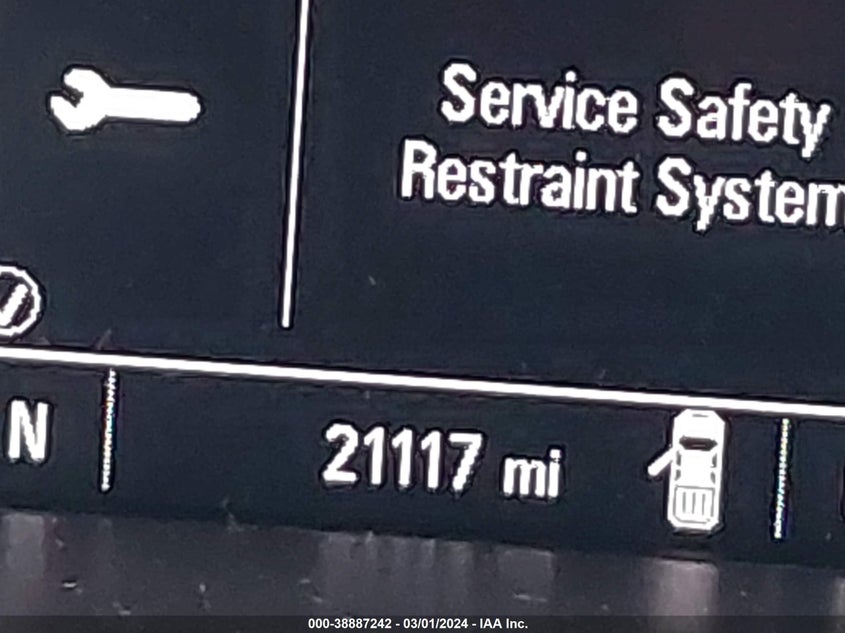 Service Safety
Restraint System
N
21117 mi
000-38887242 - 03/01/2024 - IAA Inc.